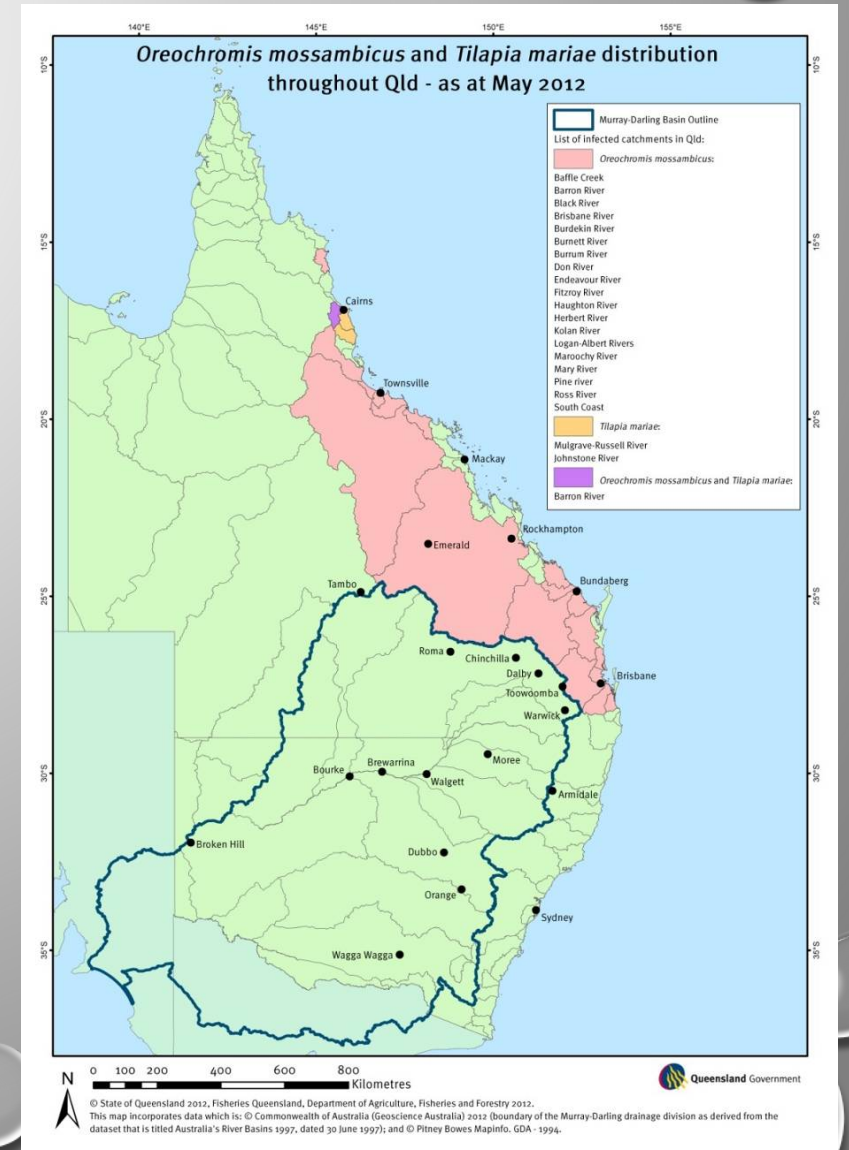 140°E
145°E
150°E
155°E
Oreochromis mossambicus and Tilapia mariae distribution
throughout Qld - as at May 2012
10°S
10°S
Murray-Darling Basin Outline
List of infected catchments in Qld:
Oreochromis mossambicus:
Baffle Creek
Barron River
Black River
Brisbane River
Burdekin River
Burnett River
Burrum River
Don River
Endeavour River
Fitzroy River
Haughton River
Herbert River
Kolan River
Logan-Albert Rivers
Maroochy River
Mary River
Pine river
Ross River
South Coast
Tilapia mariae:
Mulgrave-Russell River
Johnstone River
Oreochromis mossambicus and Tilapia mariae:
Barron River
15°S
15°S
Cairns
Townsville
20°S
20°S
Mackay
Rockhampton
Emerald
Tambo
Bundaberg
25°S
25°S
Roma
Chinchilla
Dalby
Brisbane
Toowoomba
Warwick
30°S
30°S
Moree
Bourke
Brewarrina
Walgett
Armidale
Broken Hill
Dubbo
Orange
Sydney
35°S
35°S
Wagga Wagga
N
0 100 200 400 600 800
Kilometres
Queensland Government
© State of Queensland 2012, Fisheries Queensland, Department of Agriculture, Fisheries and Forestry 2012.
This map incorporates data which is: © Commonwealth of Australia (Geoscience Australia) 2012 (boundary of the Murray-Darling drainage division as derived from the
dataset that is titled Australia's River Basins 1997, dated 30 June 1997); and © Pitney Bowes Mapinfo. GDA - 1994.